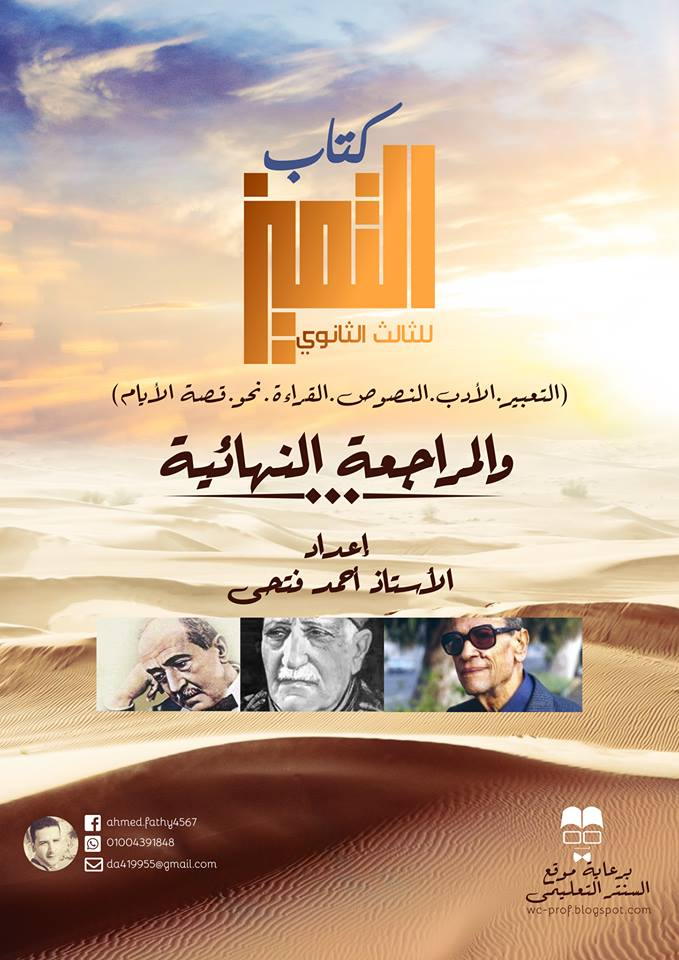 كتاب
التميز
للثالث الثانوي
(التعبير.الأدب.النصوص.القراءة.نحو.قصة الأيام)
والمراجعة النهائية
إعداد
الأستاذ أحمد فتحى
ahmed.fathy4567
01004391848
da419955@gmail.com
برعاية موقع
السنتر التعليمى
wc-prof.blogspot.com